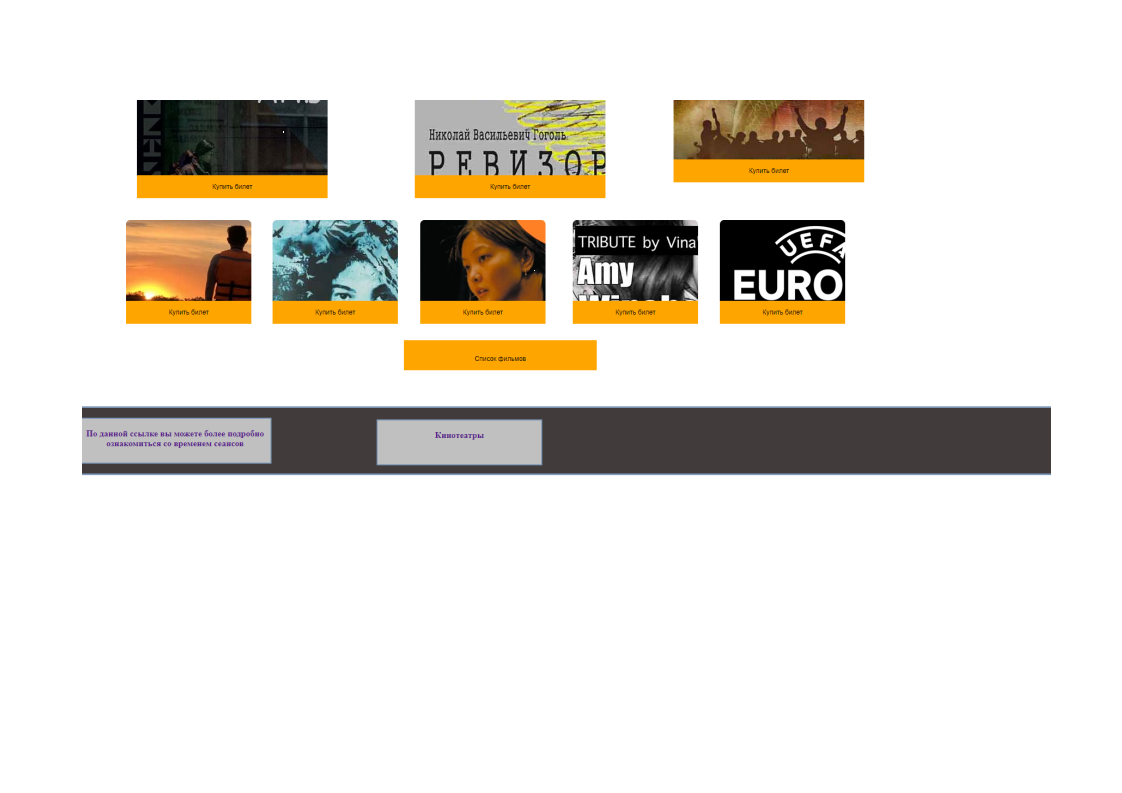 Николай Васильевич Гоголь
РЕВИЗОР
Купить билет
Купить билет
Купить билет
TRIBUTE by Vina
Amy
UEFA
EURO
Купить билет
Купить билет
Купить билет
Купить билет
Купить билет
Список фильмов
По данной ссылке вы можете более подробно
ознакомиться со временем сеансов
Кинотеатры